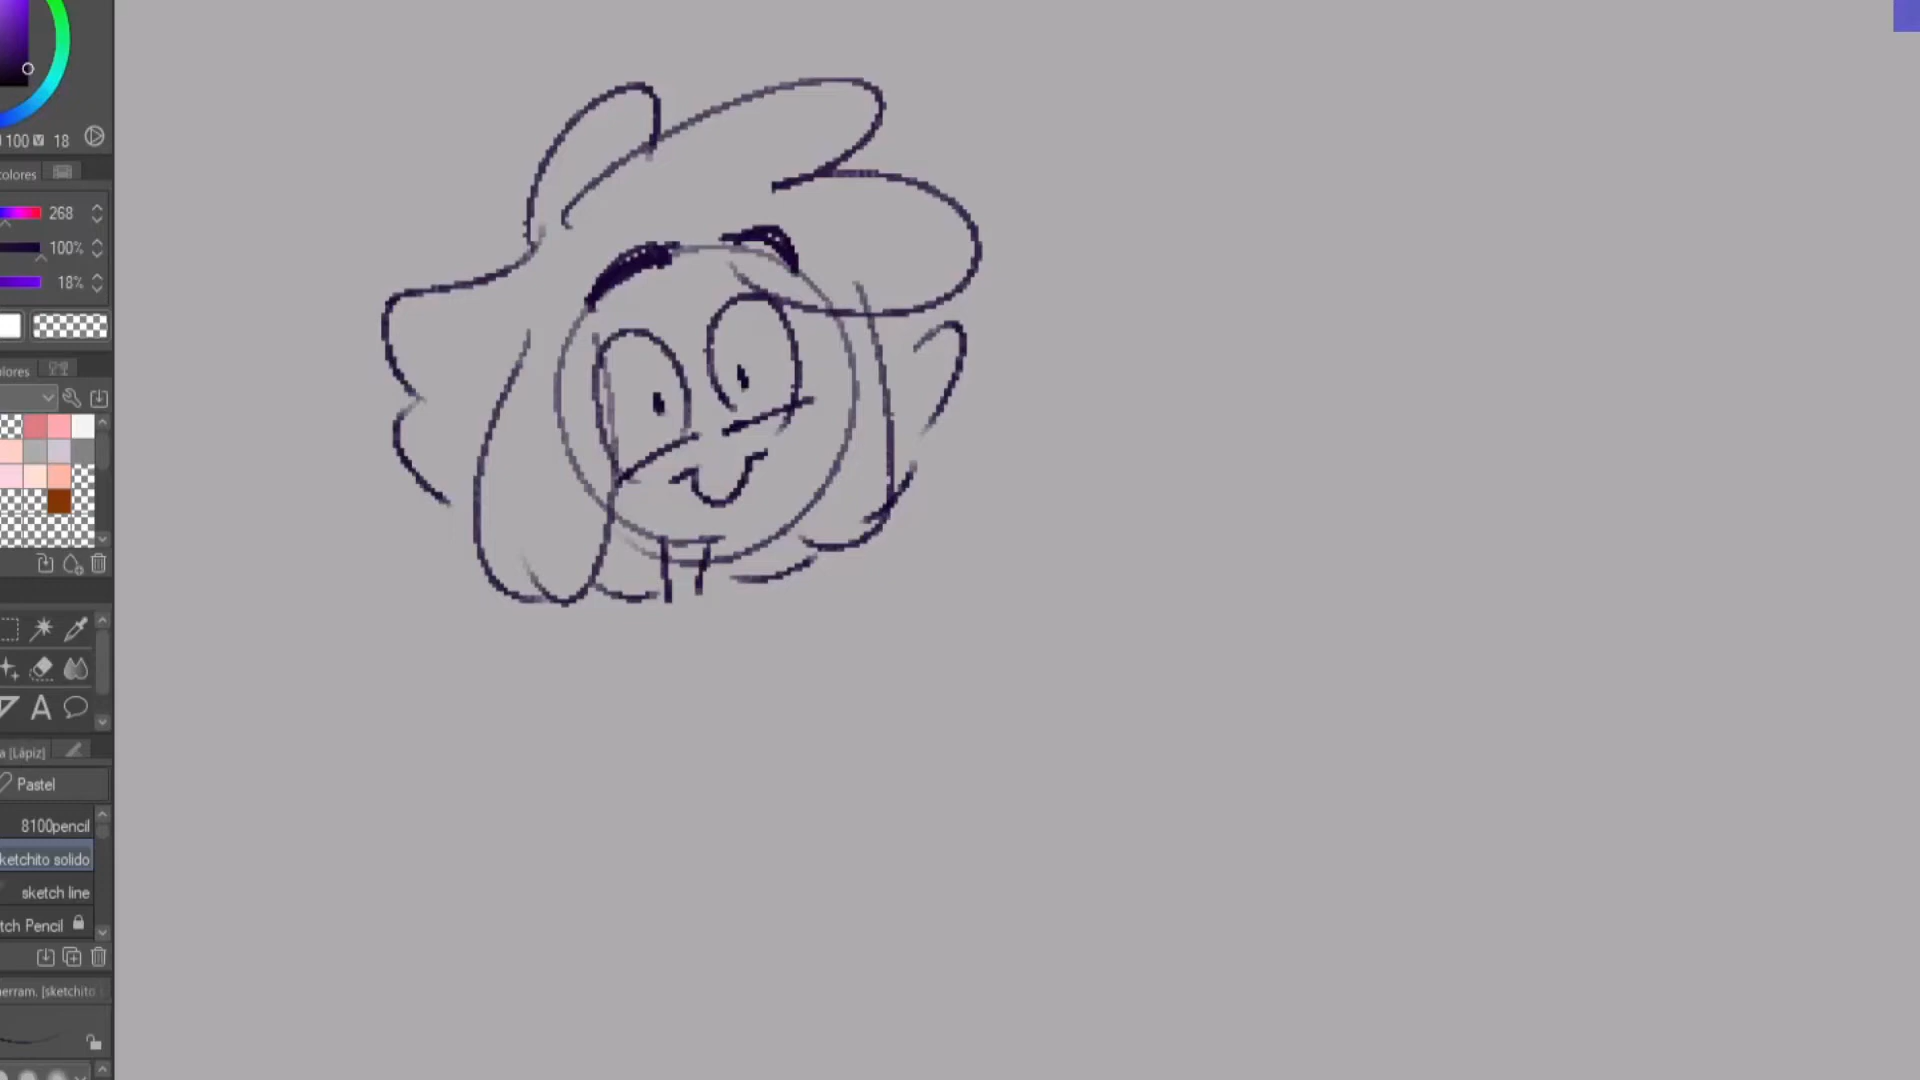 100 18
colores
268
100%
18%
olores
a [Lápiz]
Pastel
8100pencil
ketchito solido
sketch line
tch Pencil
erram. [sketchito